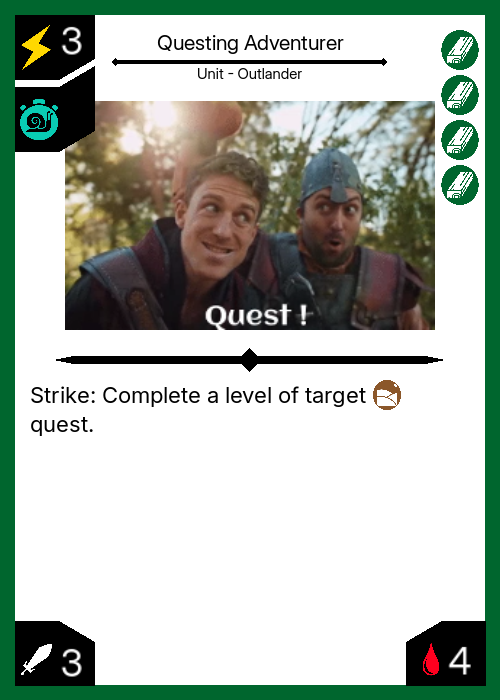 3
Questing Adventurer
Unit - Outlander
Quest !
Strike: Complete a level of target
quest.
3
4